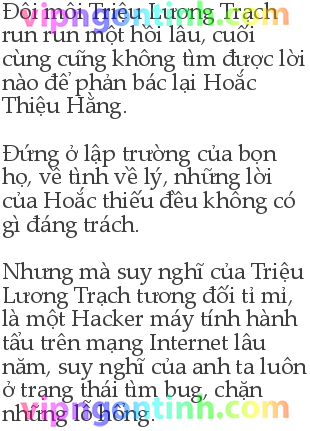 vipngontinh.com
Đôi môi Triệu Lương Trạch
run run một hồi lâu, cuối
cùng cũng không tìm được lời
nào để phản bác lại Hoắc
Thiệu Hằng.
Đứng ở lập trường của bọn
họ, về tình về lý, những lời
của Hoắc thiếu đều không có
gì đáng trách.
Nhưng mà suy nghĩ của Triệu
Lương Trạch tương đối tỉ mỉ,
là một Hacker máy tính hành
tẩu trên mạng Internet lâu
năm, suy nghĩ của anh ta luôn
ở trạng thái tìm bug, chặn
những lỗ hổng.
vipngontinh.com